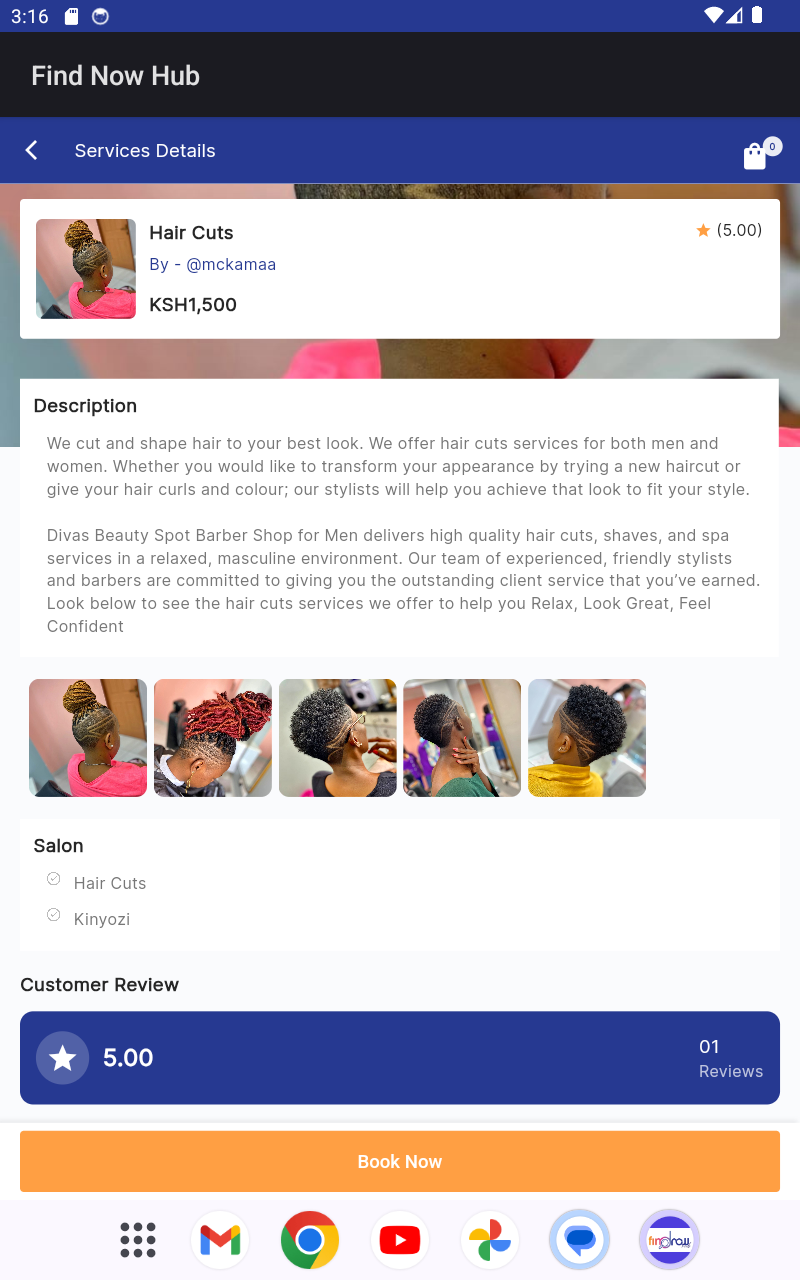 3:16
Find Now Hub
Services Details
0
Hair Cuts
(5.00)
By - @mckamaa
KSH1,500
Description
We cut and shape hair to your best look. We offer hair cuts services for both men and
women. Whether you would like to transform your appearance by trying a new haircut or
give your hair curls and colour; our stylists will help you achieve that look to fit your style.
Divas Beauty Spot Barber Shop for Men delivers high quality hair cuts, shaves, and spa
services in a relaxed, masculine environment. Our team of experienced, friendly stylists
and barbers are committed to giving you the outstanding client service that you’ve earned.
Look below to see the hair cuts services we offer to help you Relax, Look Great, Feel
Confident
Salon
Hair Cuts
Kinyozi
Customer Review
5.00
01
Reviews
Book Now